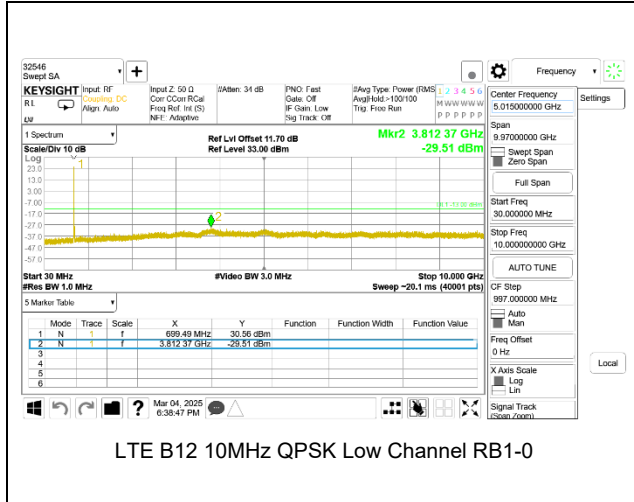 32546
Swept SA
Frequency
KEYSIGHT
Input: RF
Input Z: 50 Ω
#Atten: 34 dB
PNO: Fast
#Avg Type: Power (RMS
1 2 3 4 5 6
RL
Coupling: DC
Corr CCorr RCal
Gate: Off
Avg|Hold:>100/100
M W W W W W
Align: Auto
Freq Ref: Int (S)
IF Gain: Low
Trig: Free Run
P P P P P P
NFE: Adaptive
Sig Track: Off
1 Spectrum
Ref Lvl Offset 11.70 dB
Mkr2 3.812 37 GHz
Scale/Div 10 dB
Ref Level 33.00 dBm
-29.51 dBm
Log
1
23.0
13.0
3.00
-7.00
-17.0
2
-27.0
-37.0
-47.0
-57.0
Start 30 MHz
#Video BW 3.0 MHz
Stop 10.000 GHz
#Res BW 1.0 MHz
Sweep ~20.1 ms (40001 pts)
5 Marker Table
Mode Trace Scale X Y Function Function Width Function Value
1 N 1 f 699.49 MHz 30.56 dBm
2 N 1 f 3.812 37 GHz -29.51 dBm
3
4
5
6
?
Mar 04, 2025
6:38:47 PM
Center Frequency
5.015000000 GHz
Settings
Span
9.97000000 GHz
Swept Span
Zero Span
Full Span
Start Freq
30.000000 MHz
Stop Freq
10.000000000 GHz
AUTO TUNE
CF Step
997.000000 MHz
Auto
Man
Freq Offset
0 Hz
Local
X Axis Scale
Log
Lin
Signal Track
(Span Zoom)
LTE B12 10MHz QPSK Low Channel RB1-0